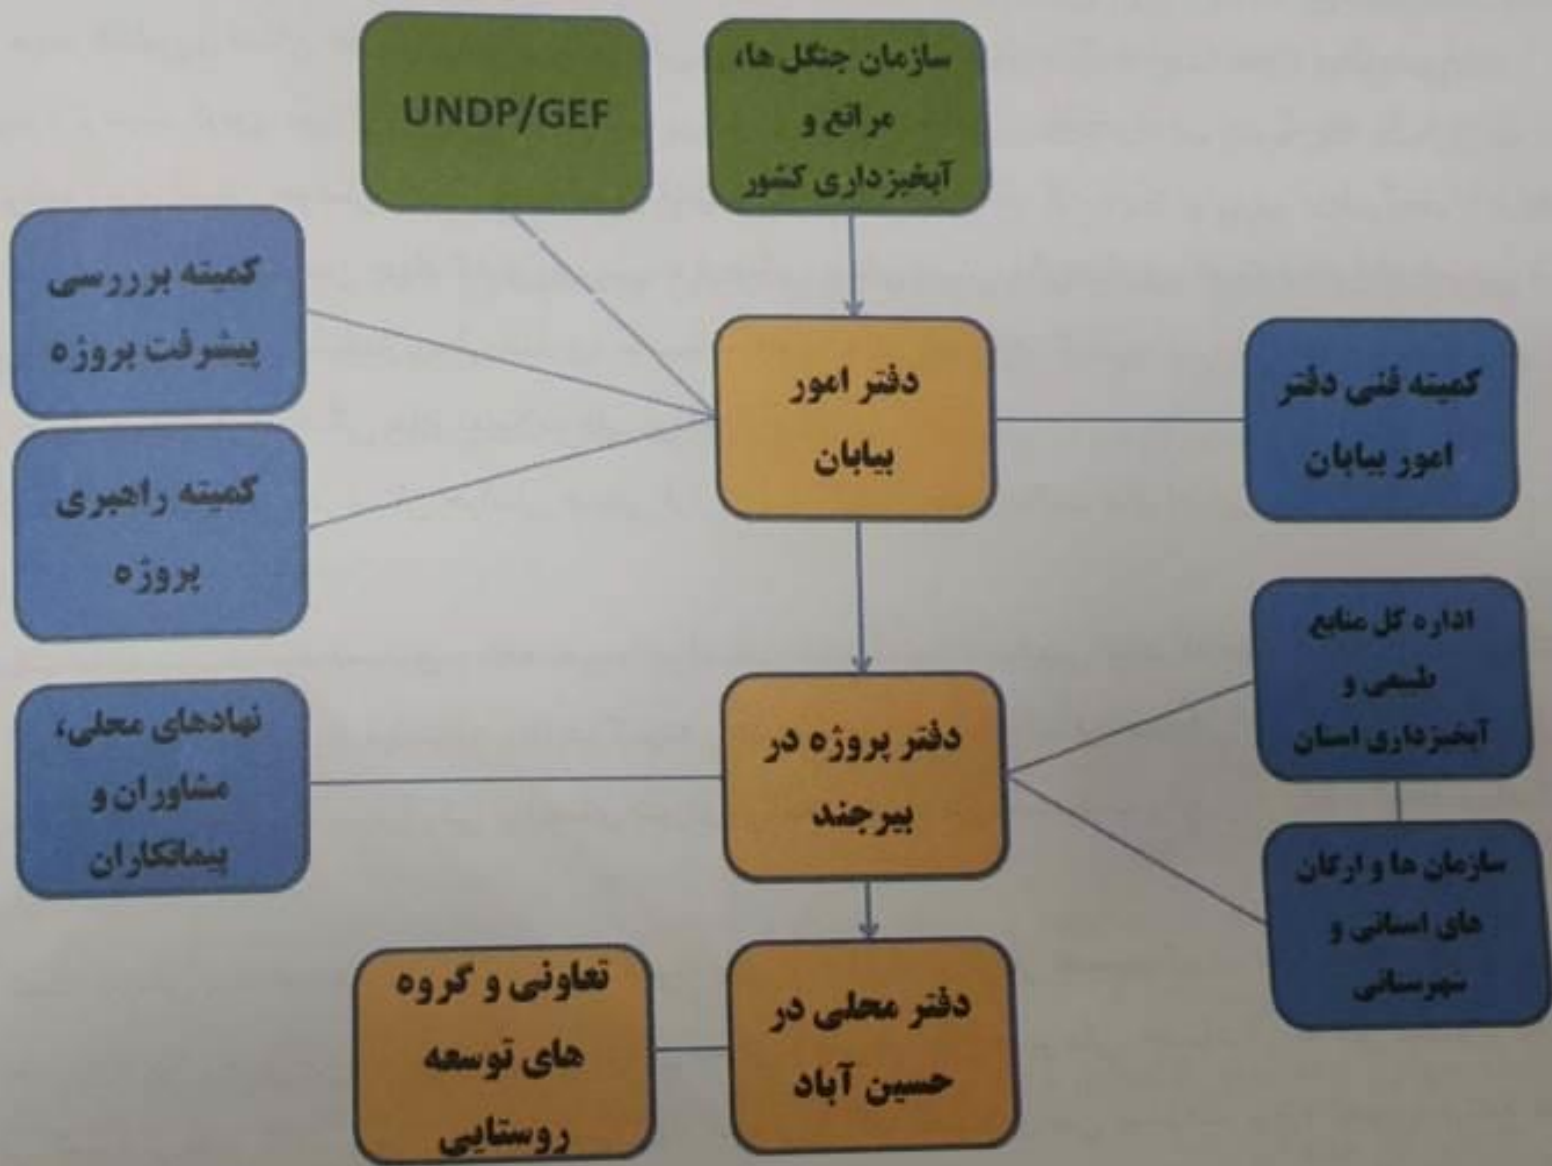 UNDP/GEF
سازمان جنگل ها،
مراتع و
آبخیزداری کشور
کمیته برررسی
پیشرفت پروژه
دفتر امور
بیابان
کمیته فنی دفتر
امور بیابان
کمیته راهبری
پروژه
اداره کل منابع
طبیعی و
آبخیزداری استان
نهادهای محلی،
مشاوران و
پیمانکاران
دفتر پروژه در
بیرجند
سازمان ها و ارگان
های استانی و
شهرستانی
تعاونی و گروه
های توسعه
روستایی
دفتر محلی در
حسین آباد